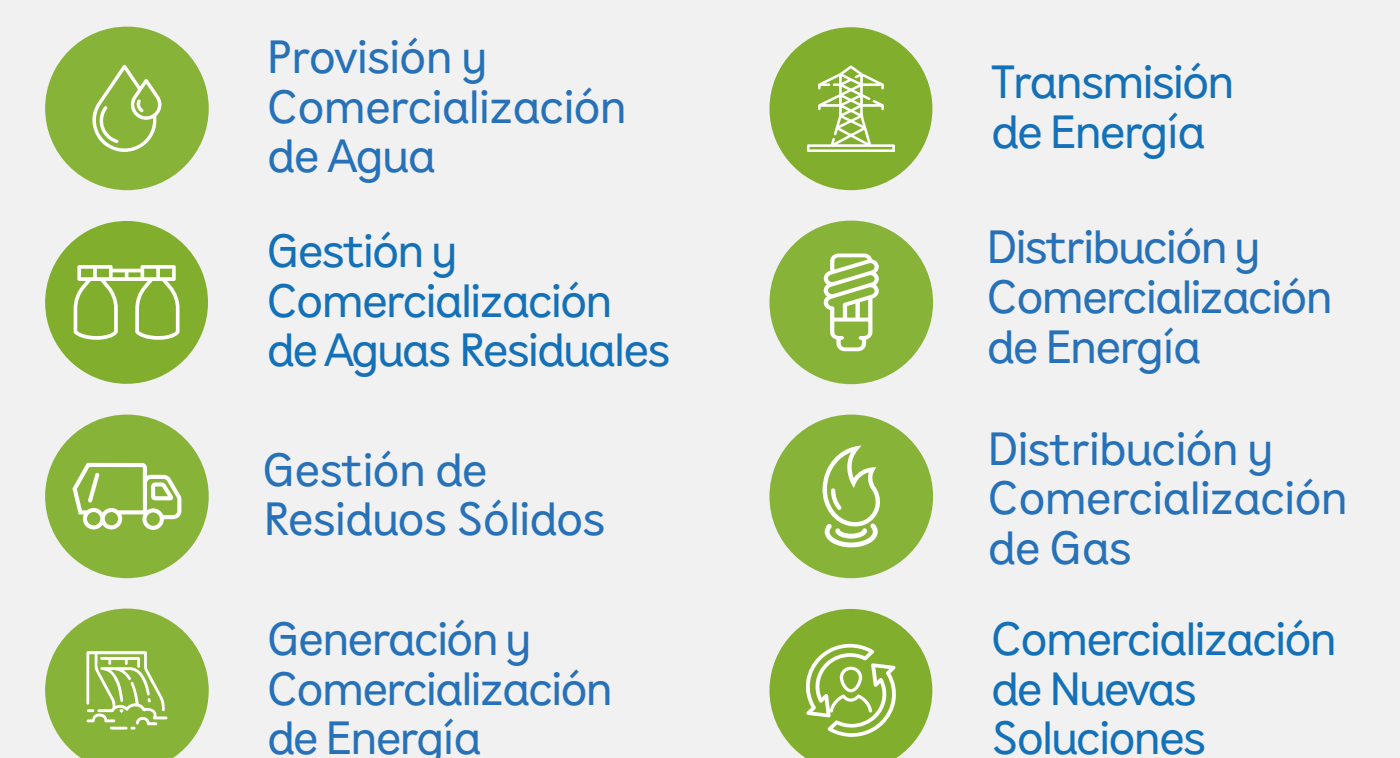 Provisión y
Comercialización
de Agua
Gestión y
Comercialización
de Aguas Residuales
Gestión de
Residuos Sólidos
Generación y
Comercialización
de Energía
Transmisión
de Energía
Distribución y
Comercialización
de Energía
Distribución y
Comercialización
de Gas
Comercialización
de Nuevas
Soluciones